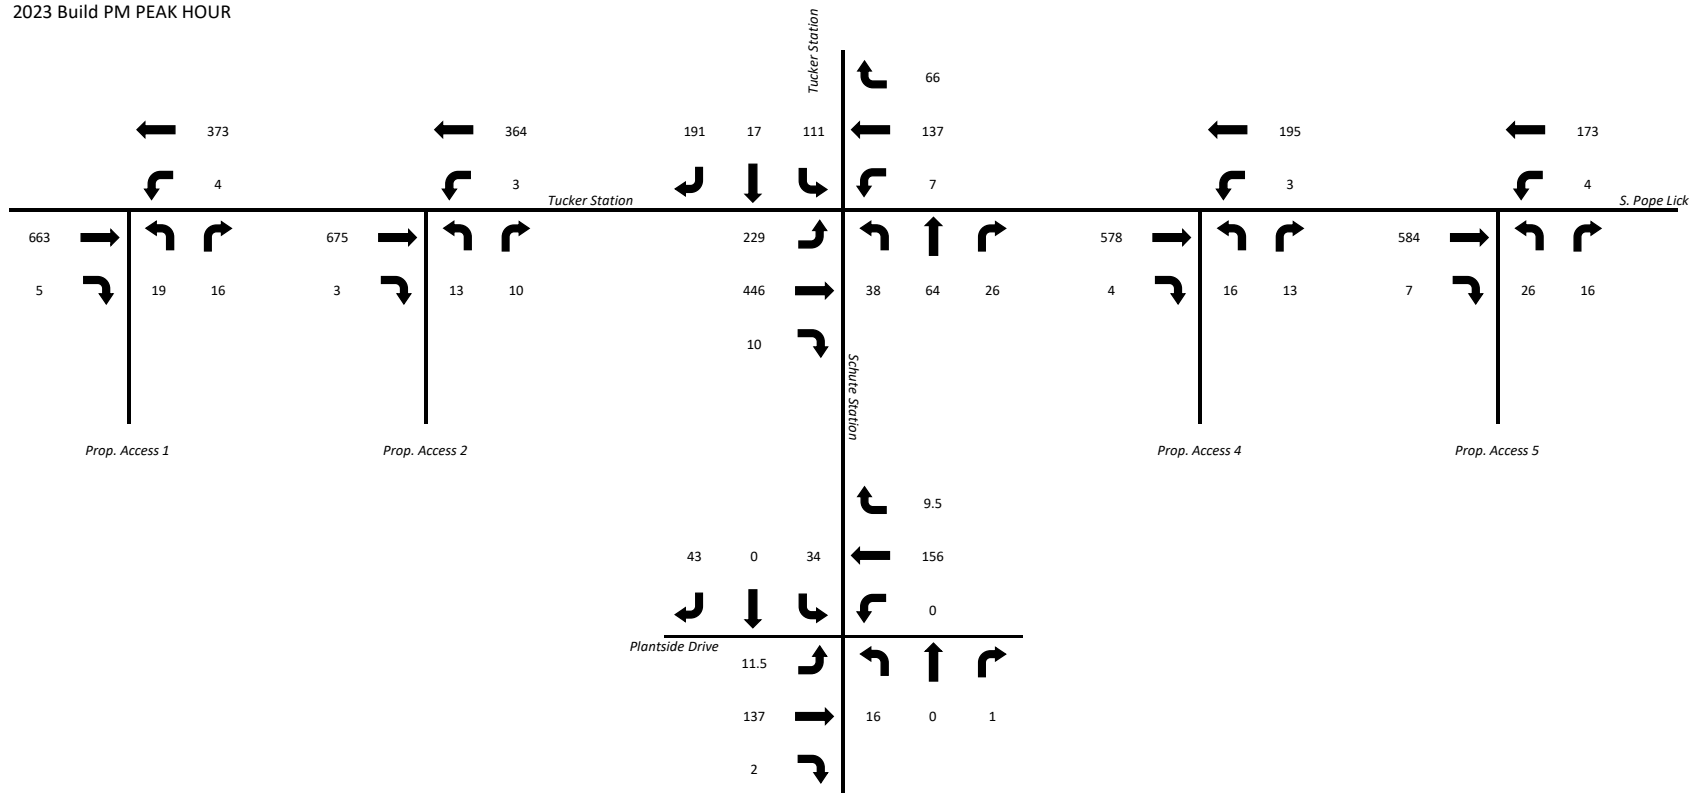 2023 Build PM PEAK HOUR
Tucker Station
66
373
364
191 17 111
137
195
173
4
3
7
3
4
Tucker Station
S. Pope Lick
663
675
229
578
584
5
19 16
3
13 10
446
38 64 26
4
16 13
7
26 16
10
Schute Station
Prop. Access 1
Prop. Access 2
Prop. Access 4
Prop. Access 5
9.5
43 0 34
156
0
Plantside Drive
11.5
137
16 0 1
2